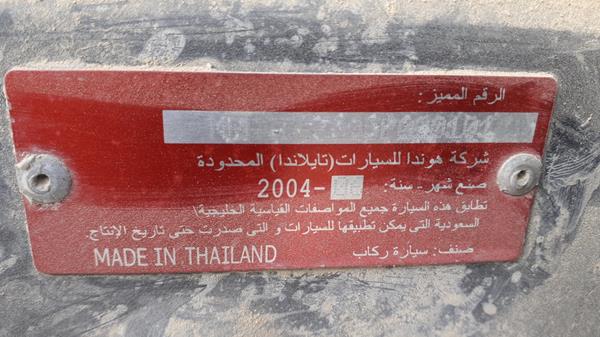 الرقم المميز:
شركة هوندا للسيارات(تايلاندا) المحدودة
صنع شهر - سنة: -2004
تطابق هذه السيارة جميع المواصفات القياسية الخليجية\
السعودية التى يمكن تطبيقها للسيارات و التى صدرت حتى تاريخ الإنتاج.
صنف: سيارة ركاب
MADE IN THAILAND